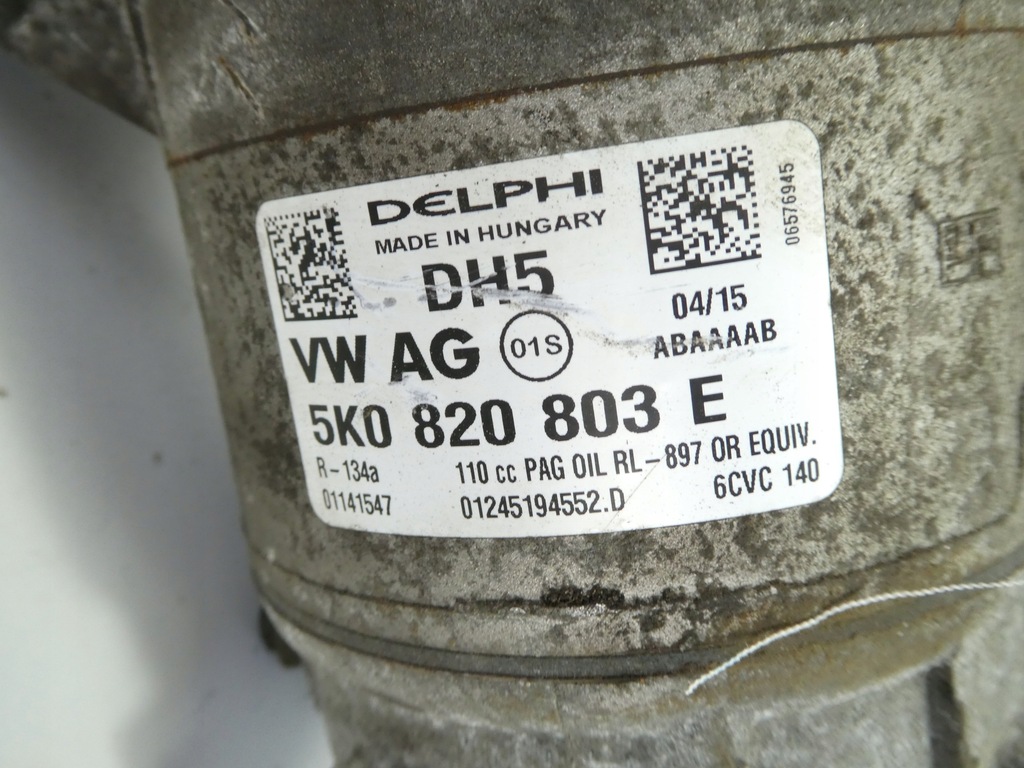 DELPHI
MADE IN HUNGARY
DH5
06576945
04/15
VW AG 01S
ABAAAAB
5K0 820 803 E
R-134a 110 cc PAG OIL RL-897 OR EQUIV.
01141547 01245194552.D 6CVC 140